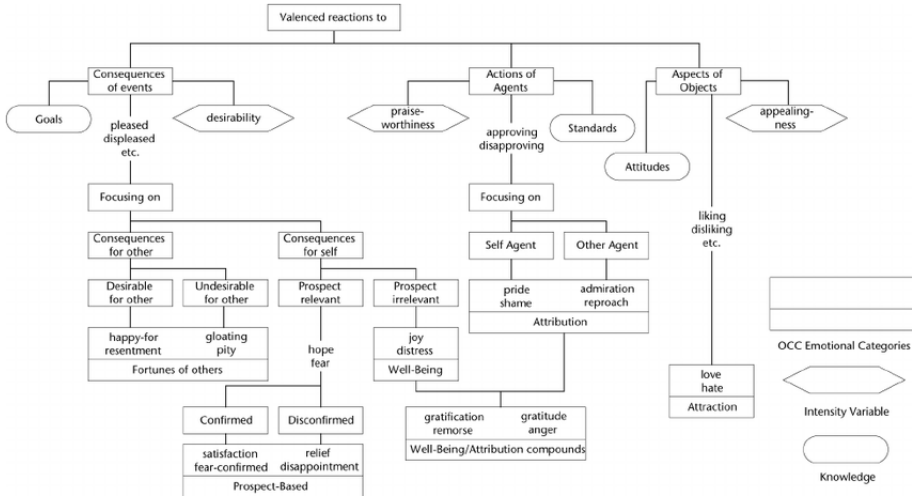 Valenced reactions to
Consequences
of events
Actions of
Agents
Aspects of
Objects
Goals
desirability
praise-
worthiness
Standards
Attitudes
appealing-
ness
pleased
displeased
etc.
approving
disapproving
liking
disliking
etc.
Focusing on
Focusing on
Consequences
for other
Consequences
for self
Self Agent
Other Agent
Desirable
for other
Undesirable
for other
Prospect
relevant
Prospect
irrelevant
pride
shame
admiration
reproach
Attribution
happy-for
resentment
gloating
pity
Fortunes of others
hope
fear
joy
distress
Well-Being
love
hate
Attraction
Confirmed
Disconfirmed
gratification
remorse
gratitude
anger
Well-Being/Attribution compounds
satisfaction
fear-confirmed
relief
disappointment
Prospect-Based
OCC Emotional Categories
Intensity Variable
Knowledge